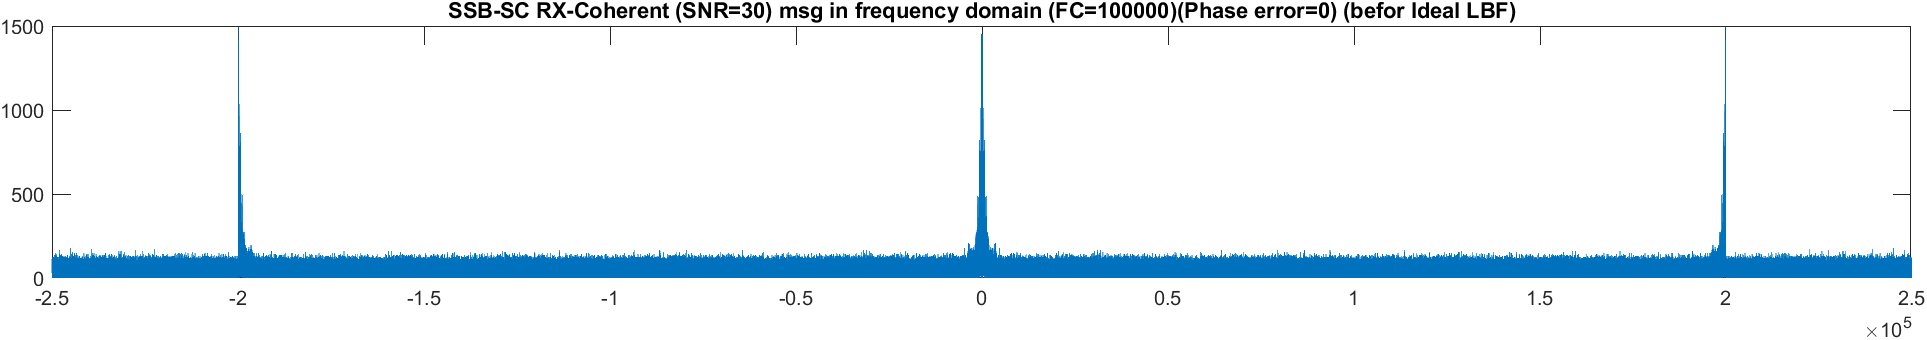 SSB-SC RX-Coherent (SNR=30) msg in frequency domain (FC=100000)(Phase error=0) (befor Ideal LBF)
1500
1000
500
0
-2.5 -2 -1.5 -1 -0.5 0 0.5 1 1.5 2 2.5
×10^5